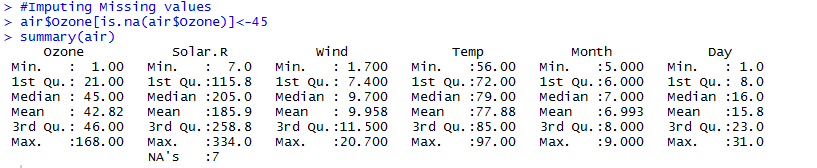 > #Imputing Missing values
> air$Ozone[is.na(air$Ozone)]<-45
> summary(air)
     Ozone           Solar.R           Wind             Temp           Month            Day
 Min.   :  1.00   Min.   :  7.0   Min.   : 1.700   Min.   :56.00   Min.   :5.000   Min.   : 1.0
 1st Qu.: 21.00   1st Qu.:115.8   1st Qu.: 7.400   1st Qu.:72.00   1st Qu.:6.000   1st Qu.: 8.0
 Median : 45.00   Median :205.0   Median : 9.700   Median :79.00   Median :7.000   Median :16.0
 Mean   : 42.82   Mean   :185.9   Mean   : 9.958   Mean   :77.88   Mean   :6.993   Mean   :15.8
 3rd Qu.: 46.00   3rd Qu.:258.8   3rd Qu.:11.500   3rd Qu.:85.00   3rd Qu.:8.000   3rd Qu.:23.0
 Max.   :168.00   Max.   :334.0   Max.   :20.700   Max.   :97.00   Max.   :9.000   Max.   :31.0
                  NA's   :7